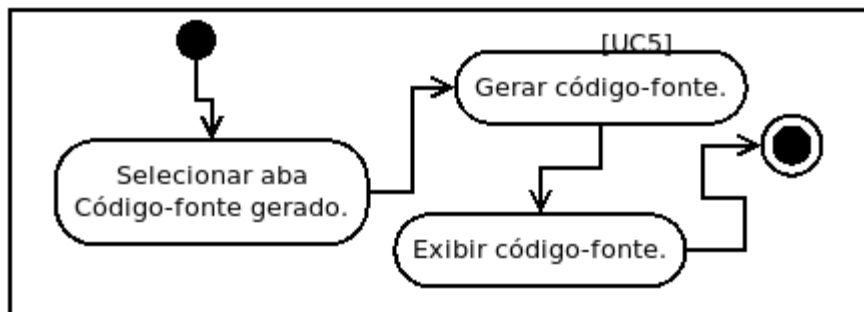 [UC5]
Gerar código-fonte.
Selecionar aba
Código-fonte gerado.
Exibir código-fonte.